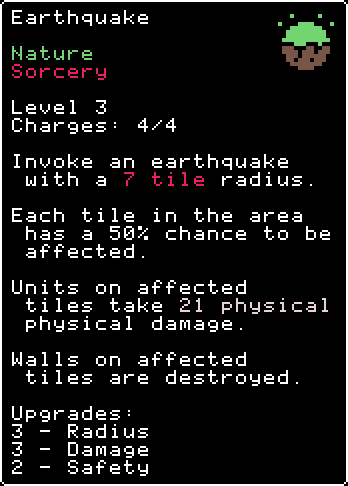 Earthquake
Nature
Sorcery
Level 3
Charges: 4/4
Invoke an earthquake
with a 7 tile radius.
Each tile in the area
has a 50% chance to be
affected.
Units on affected
tiles take 21 physical
physical damage.
Walls on affected
tiles are destroyed.
Upgrades:
3 - Radius
3 - Damage
2 - Safety